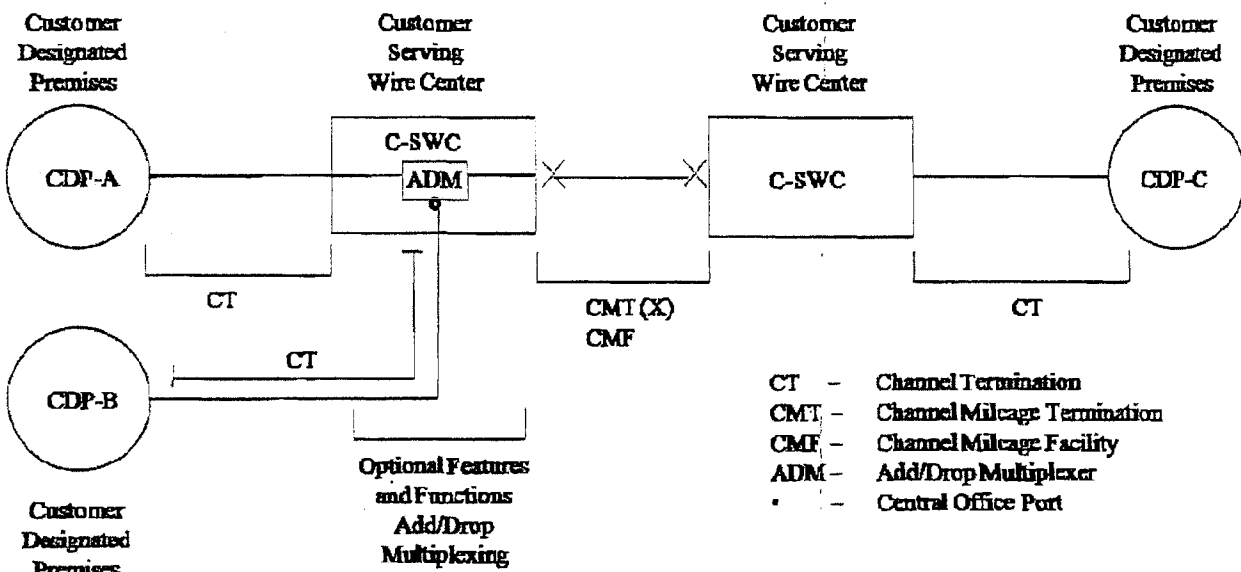 Customer
Designated
Premises
Customer
Serving
Wire Center
Customer
Serving
Wire Center
Customer
Designated
Premises
CDP-A
C-SWC
ADM
C-SWC
CDP-C
CT
CMT (X)
CMF
CT
CT
CDP-B
CT – Channel Termination
CMT – Channel Mileage Termination
CMF – Channel Mileage Facility
ADM – Add/Drop Multiplexer
• – Central Office Port
Optional Features
and Functions
Add/Drop
Multiplexing
Customer
Designated
Premises